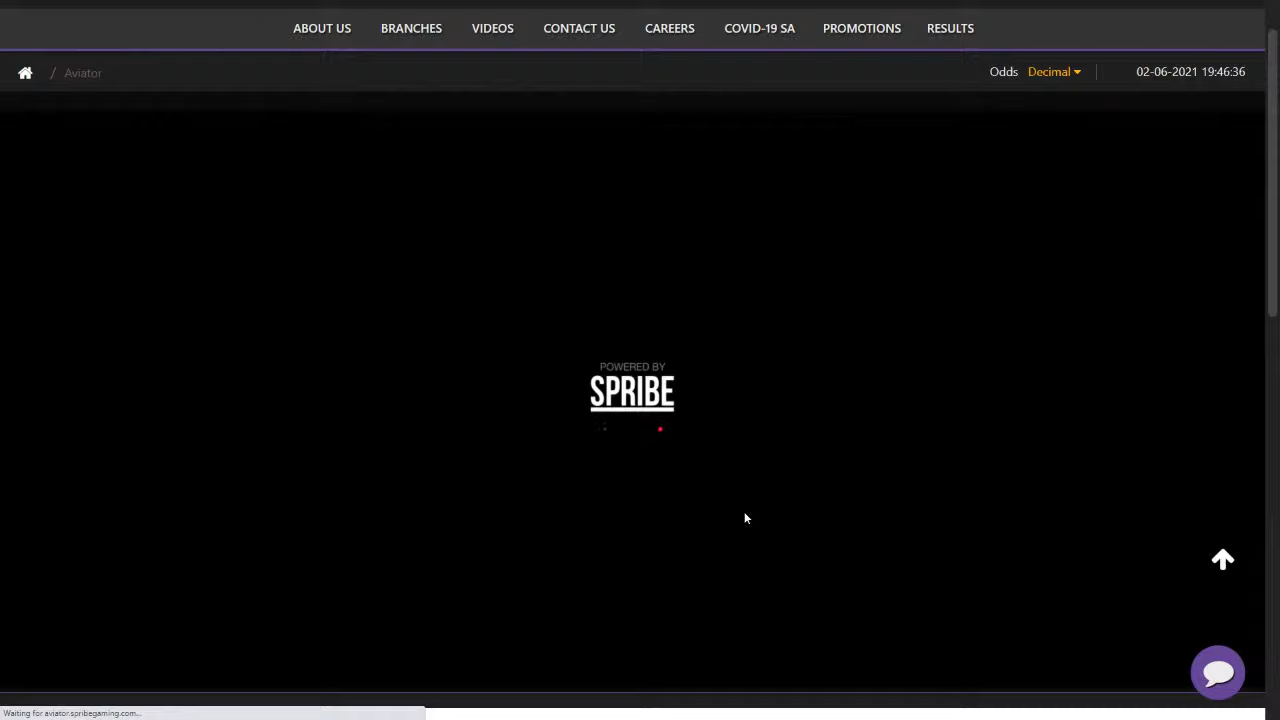 ABOUT US BRANCHES VIDEOS CONTACT US CAREERS COVID-19 SA PROMOTIONS RESULTS
/ Aviator Odds Decimal 02-06-2021 19:46:36
POWERED BY
SPRIBE
Waiting for aviator.spribegaming.com...